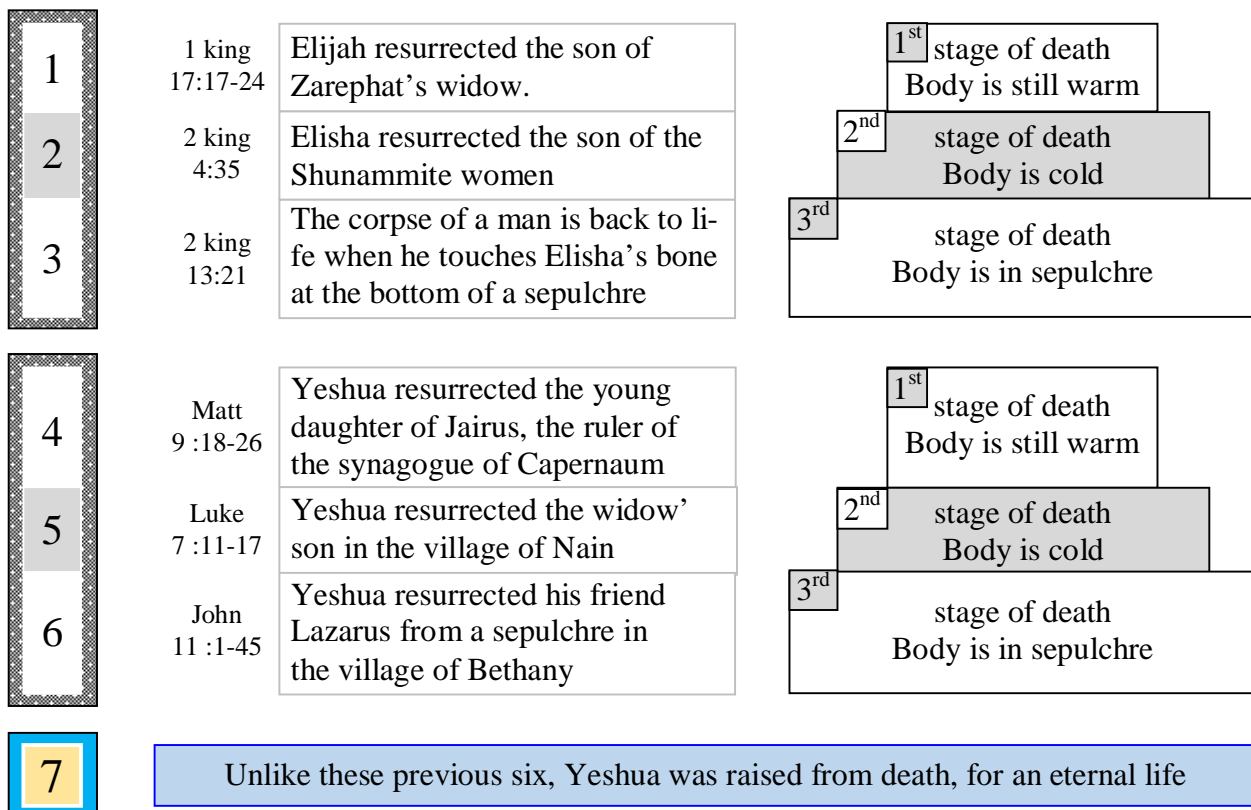 1
1 king
17:17-24
Elijah resurrected the son of
Zarephat’s widow.
1st
stage of death
Body is still warm
2
2 king
4:35
Elisha resurrected the son of the
Shunammite women
2nd
stage of death
Body is cold
3
2 king
13:21
The corpse of a man is back to li-
fe when he touches Elisha’s bone
at the bottom of a sepulchre
3rd
stage of death
Body is in sepulchre
4
Matt
9 :18-26
Yeshua resurrected the young
daughter of Jairus, the ruler of
the synagogue of Capernaum
1st
stage of death
Body is still warm
5
Luke
7 :11-17
Yeshua resurrected the widow’
son in the village of Nain
2nd
stage of death
Body is cold
6
John
11 :1-45
Yeshua resurrected his friend
Lazarus from a sepulchre in
the village of Bethany
3rd
stage of death
Body is in sepulchre
7
Unlike these previous six, Yeshua was raised from death, for an eternal life